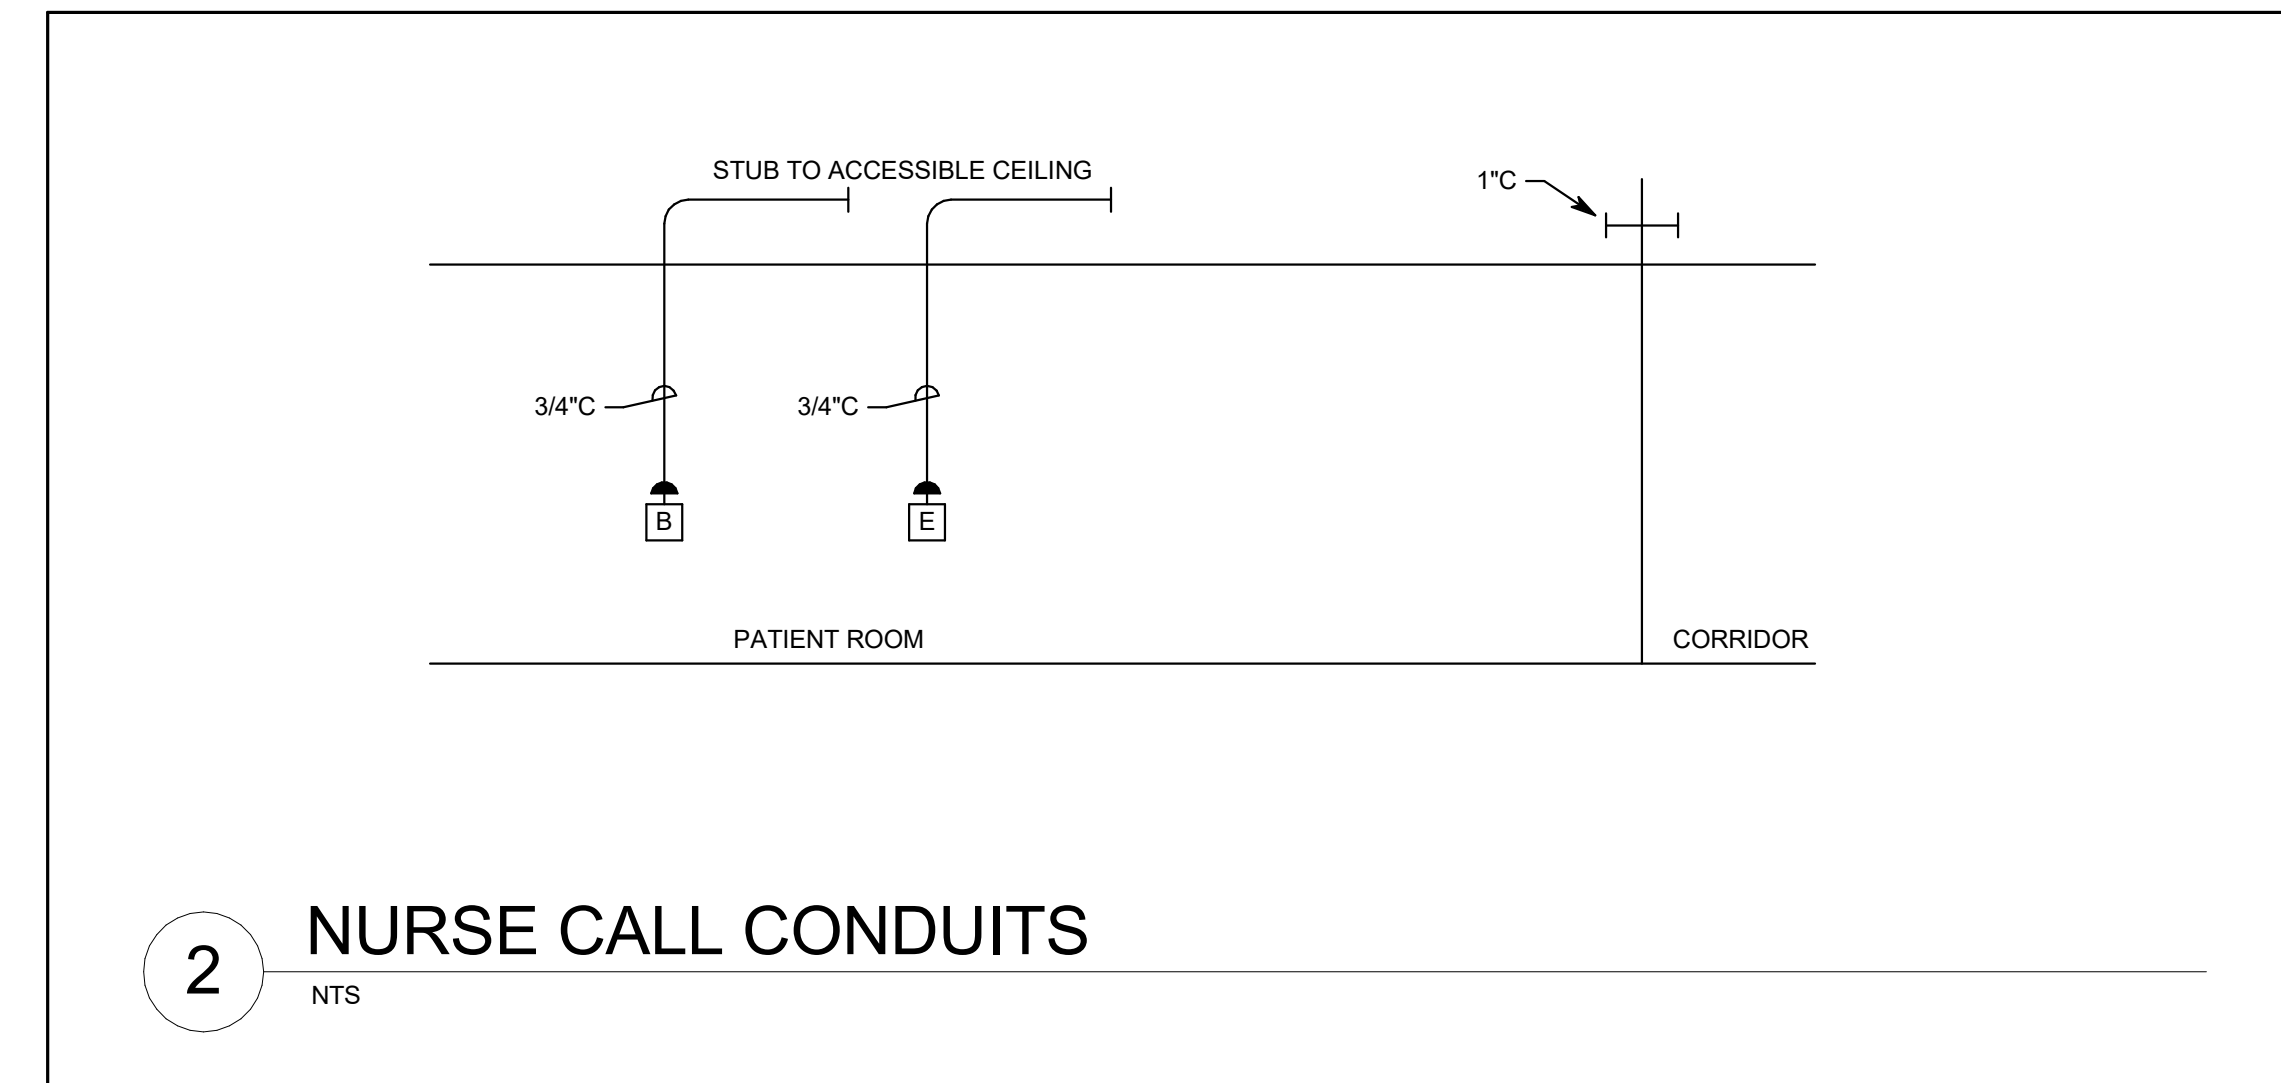 STUB TO ACCESSIBLE CEILING
1"C
3/4"C
3/4"C
B
E
PATIENT ROOM
CORRIDOR
2
NURSE CALL CONDUITS
NTS